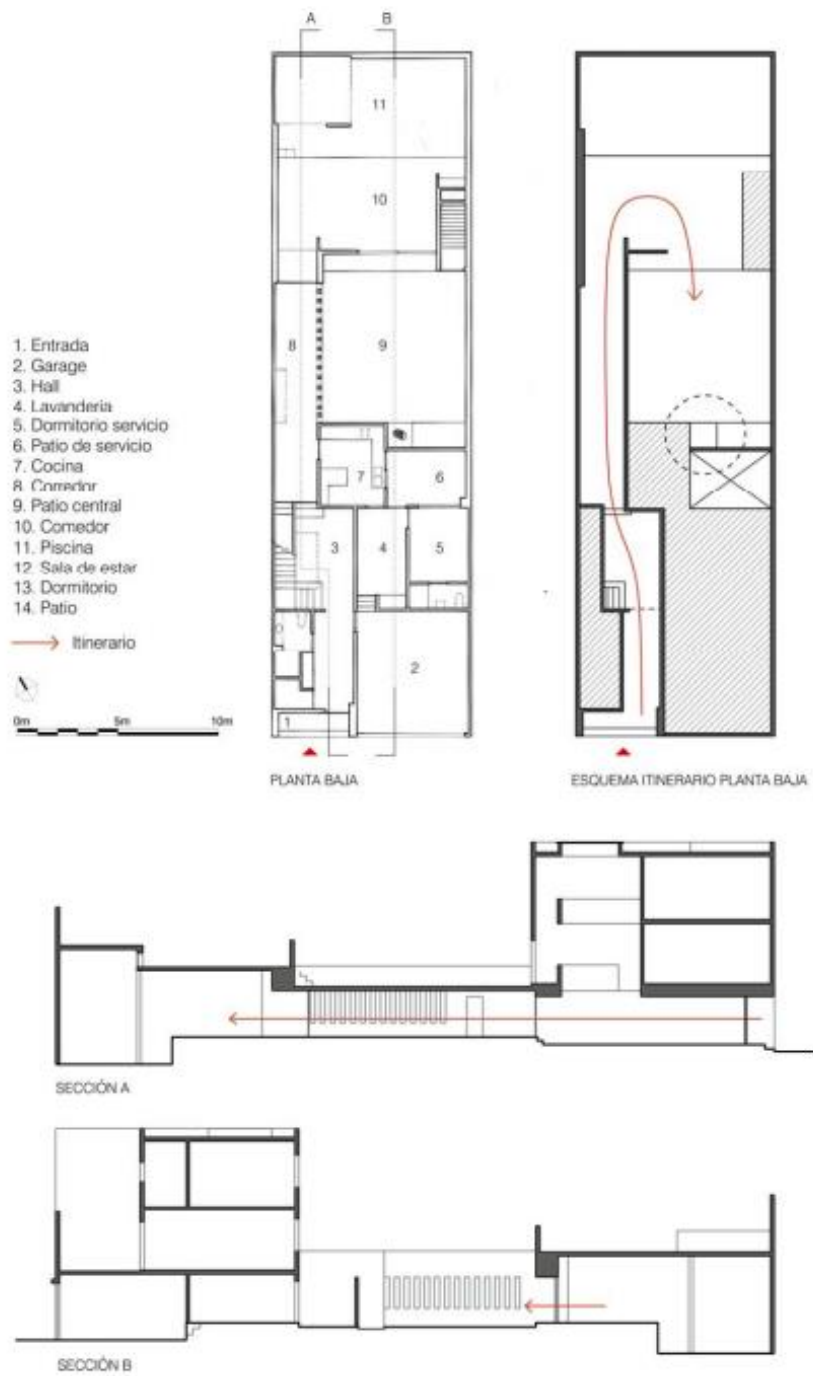 A B
11
10
8
9
7
6
3
4
5
2
1
1. Entrada
2. Garage
3. Hall
4. Lavanderia
5. Dormitorio servicio
6. Patio de servicio
7. Cocina
8. Corredor
9. Patio central
10. Comedor
11. Piscina
12. Sala de estar
13. Dormitorio
14. Patio
Itinerario
0m 5m 10m
PLANTA BAJA
ESQUEMA ITINERARIO PLANTA BAJA
SECCIÓN A
SECCIÓN B